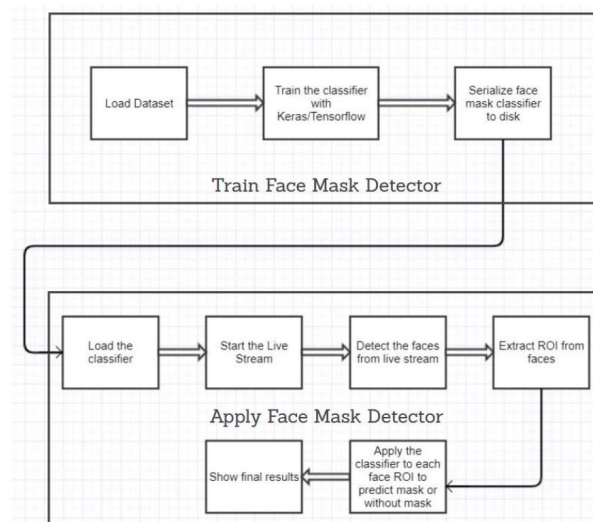 Load Dataset
Train the classifier
with
Keras/Tensorflow
Serialize face
mask classifier
to disk
Train Face Mask Detector
Load the
classifier
Start the Live
Stream
Detect the faces
from live stream
Extract ROI from
faces
Apply Face Mask Detector
Show final results
Apply the
classifier to each
face ROI to
predict mask or
without mask